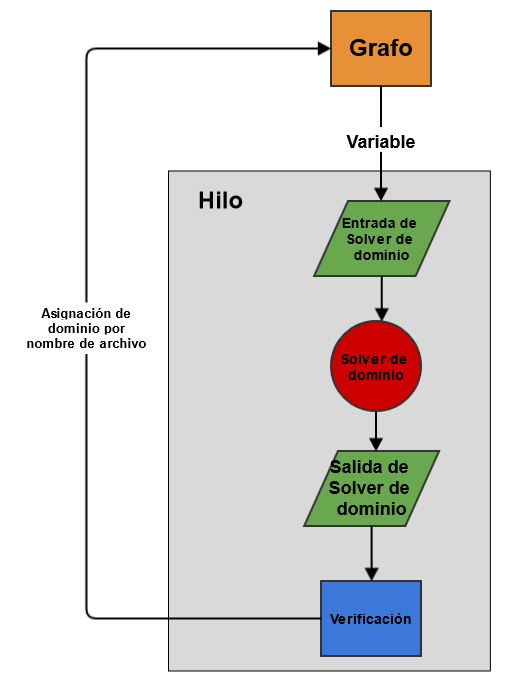 Grafo
Variable
Hilo
Entrada de
Solver de
dominio
Solver de
dominio
Salida de
Solver de
dominio
Verificación
Asignación de
dominio por
nombre de archivo